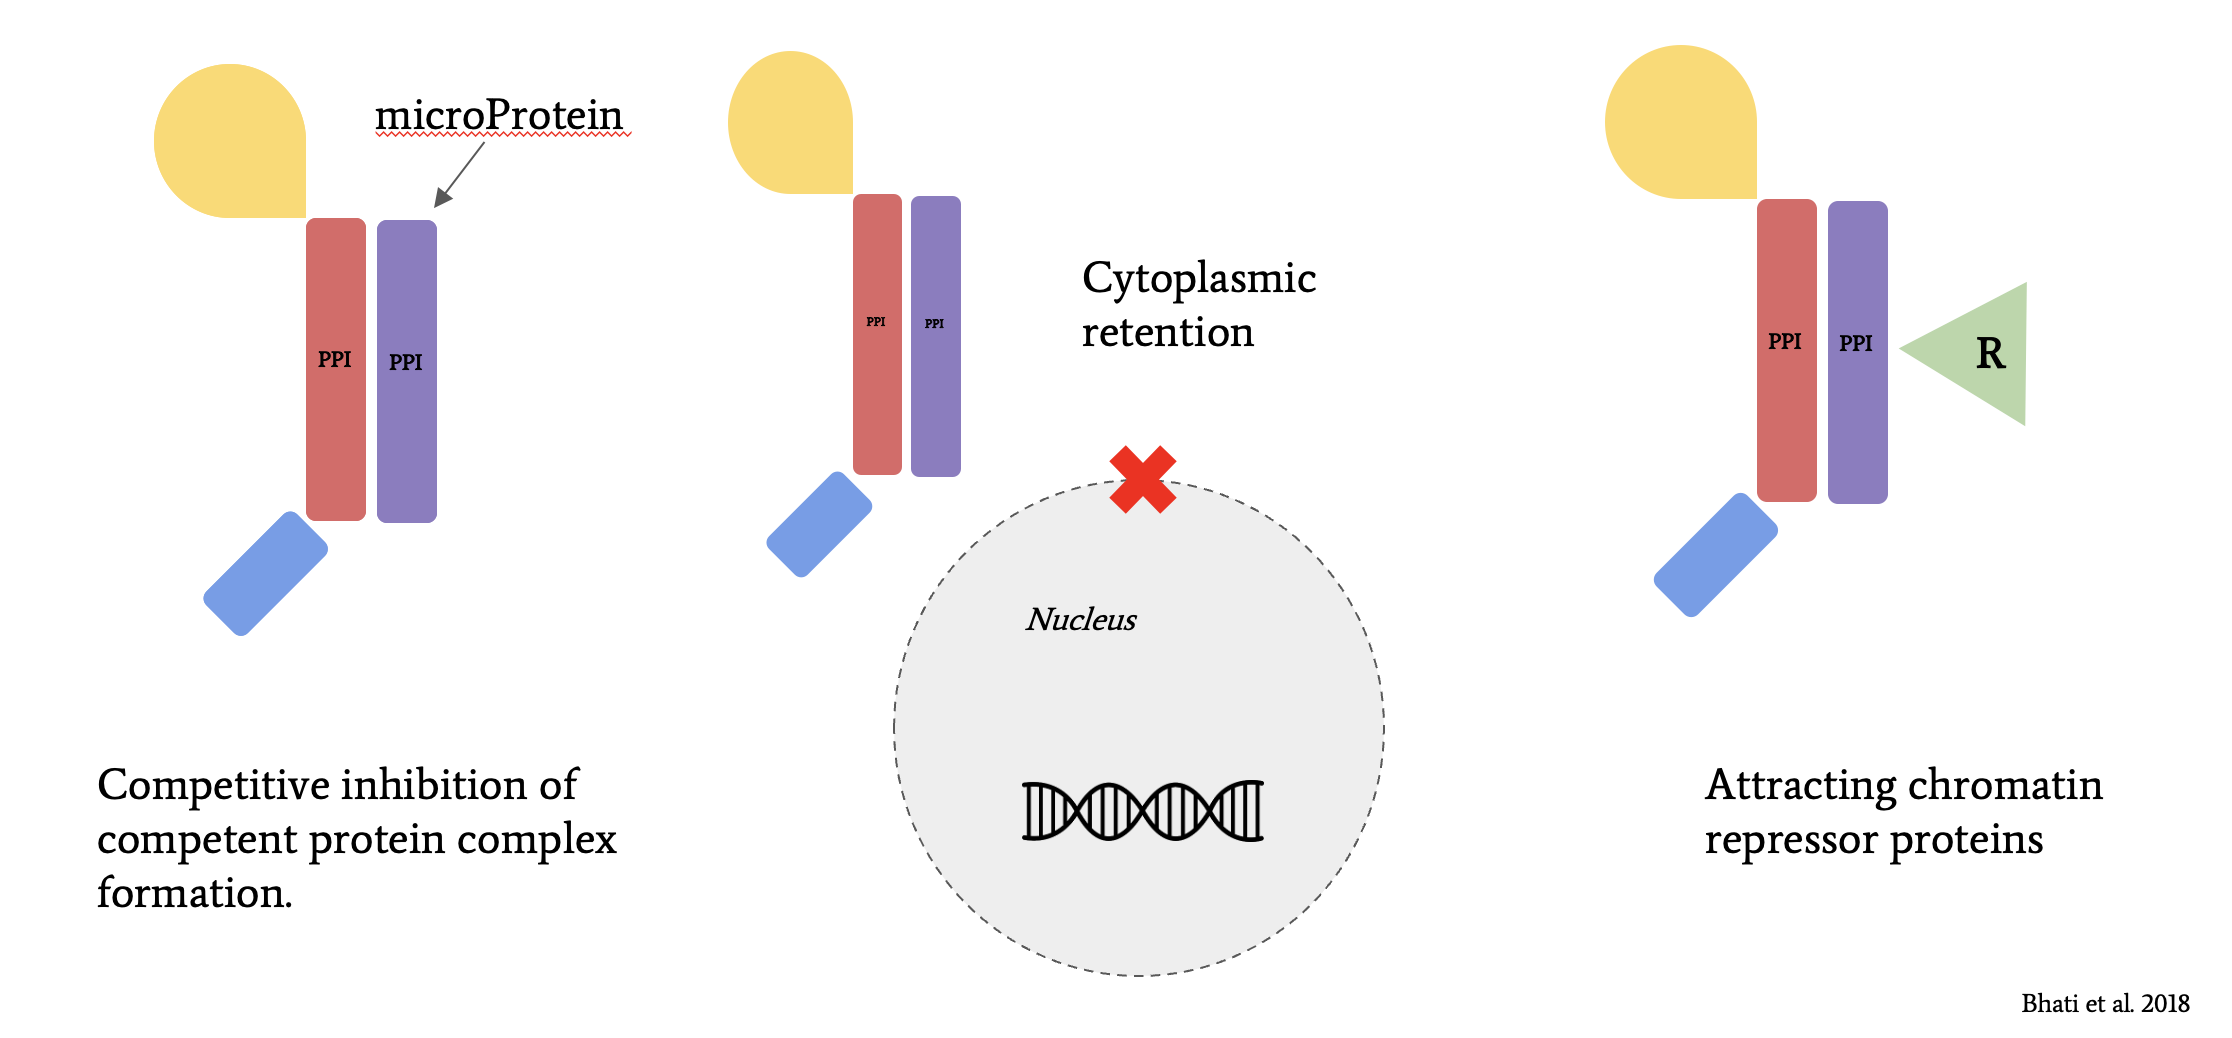 microProtein
PPI
PPI
Competitive inhibition of
competent protein complex
formation.
PPI
PPI
Cytoplasmic
retention
Nucleus
PPI
PPI
R
Attracting chromatin
repressor proteins
Bhati et al. 2018